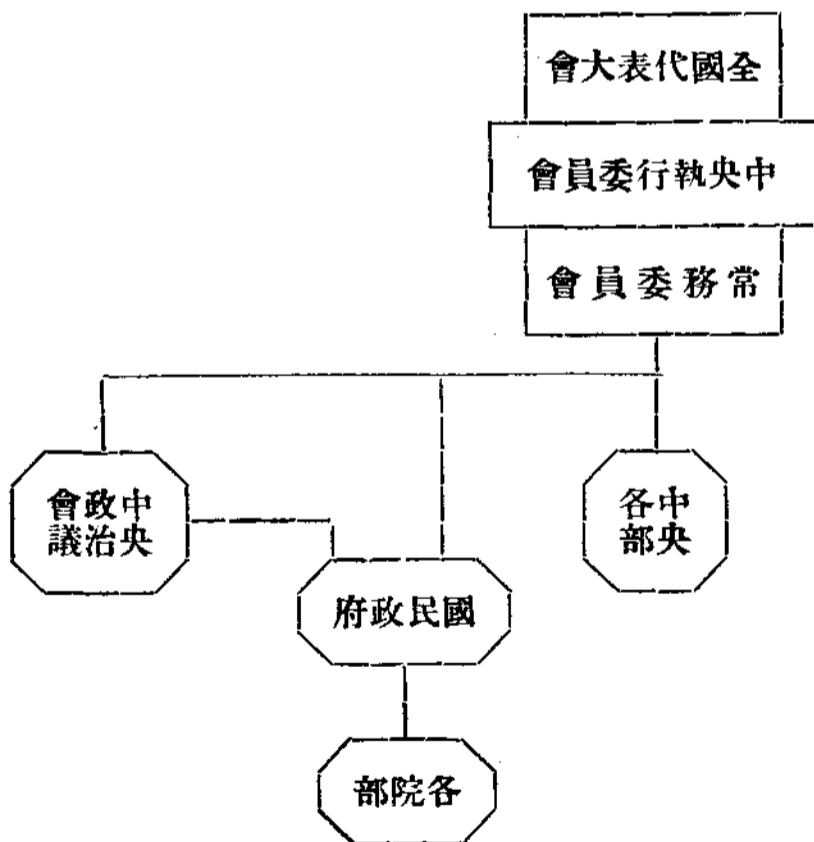 全國代表大會
中央執行委員會
常務委員會
中央
各部
中央
政治
會議
國民政府
各院部